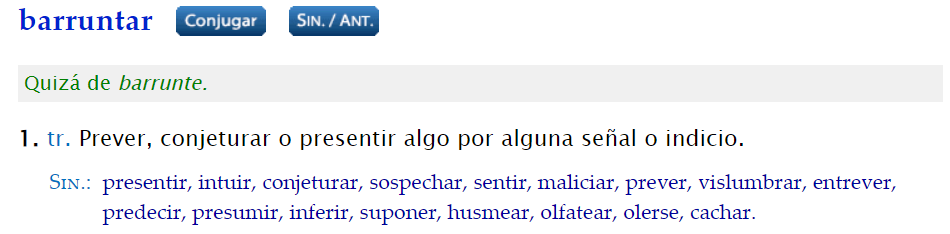 barruntar Conjugar SIN. / ANT.
Quizá de barrunte.
1. tr. Prever, conjeturar o presentir algo por alguna señal o indicio.
SIN.: presentir, intuir, conjeturar, sospechar, sentir, maliciar, prever, vislumbrar, entrever,
predecir, presumir, inferir, suponer, husmear, olfatear, olerse, cachar.